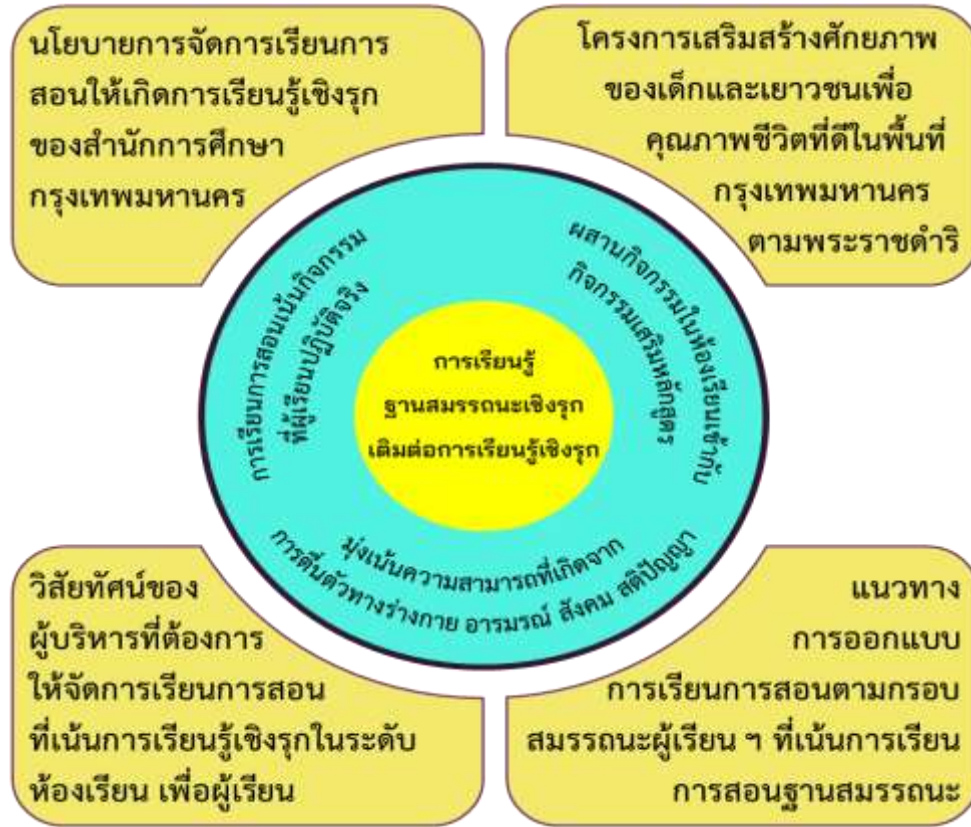 นโยบายการจัดการเรียนการ
สอนให้เกิดการเรียนรู้เชิงรุก
ของสำนักการศึกษา
กรุงเทพมหานคร
โครงการเสริมสร้างศักยภาพ
ของเด็กและเยาวชนเพื่อ
คุณภาพชีวิตที่ดีในพื้นที่
กรุงเทพมหานคร
ตามพระราชดำริ
การเรียนการสอนเน้นกิจกรรม
ที่ผู้เรียนปฏิบัติจริง
ผสานกิจกรรมในห้องเรียนเข้ากับ
กิจกรรมเสริมหลักสูตร
การเรียนรู้
ฐานสมรรถนะเชิงรุก
เติมต่อการเรียนรู้เชิงรุก
มุ่งเน้นความสามารถที่เกิดจาก
การตื่นตัวทางร่างกาย อารมรณ์ สังคม สติปัญญา
วิสัยทัศน์ของ
ผู้บริหารที่ต้องการ
ให้จัดการเรียนการสอน
ที่เน้นการเรียนรู้เชิงรุกในระดับ
ห้องเรียน เพื่อผู้เรียน
แนวทาง
การออกแบบ
การเรียนการสอนตามกรอบ
สมรรถนะผู้เรียน ฯ ที่เน้นการเรียน
การสอนฐานสมรรถนะ